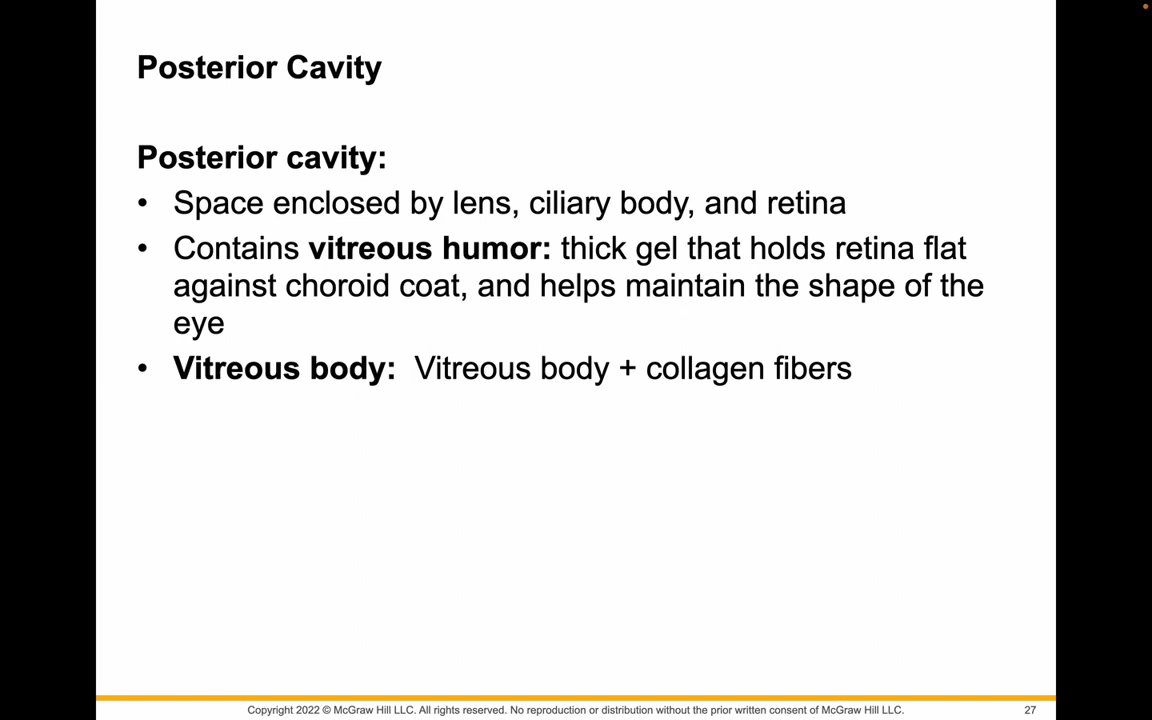 Posterior Cavity
Posterior cavity:
• Space enclosed by lens, ciliary body, and retina
• Contains vitreous humor: thick gel that holds retina flat
against choroid coat, and helps maintain the shape of the
eye
• Vitreous body: Vitreous body + collagen fibers
Copyright 2022 © McGraw Hill LLC. All rights reserved. No reproduction or distribution without the prior written consent of McGraw Hill LLC. 27